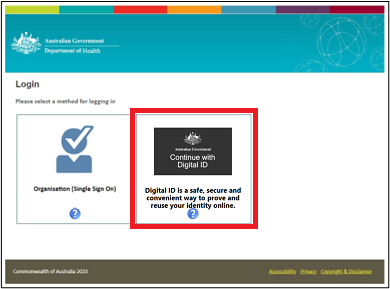 Australian Government
Department of Health
Login
Please select a method for logging in
Organisation (Single Sign On)
?
Australian Government
Continue with
Digital ID
Digital ID is a safe, secure and
convenient way to prove and
reuse your identity online.
?
Commonwealth of Australia 2023
Accessibility Privacy Copyright & Disclaimer